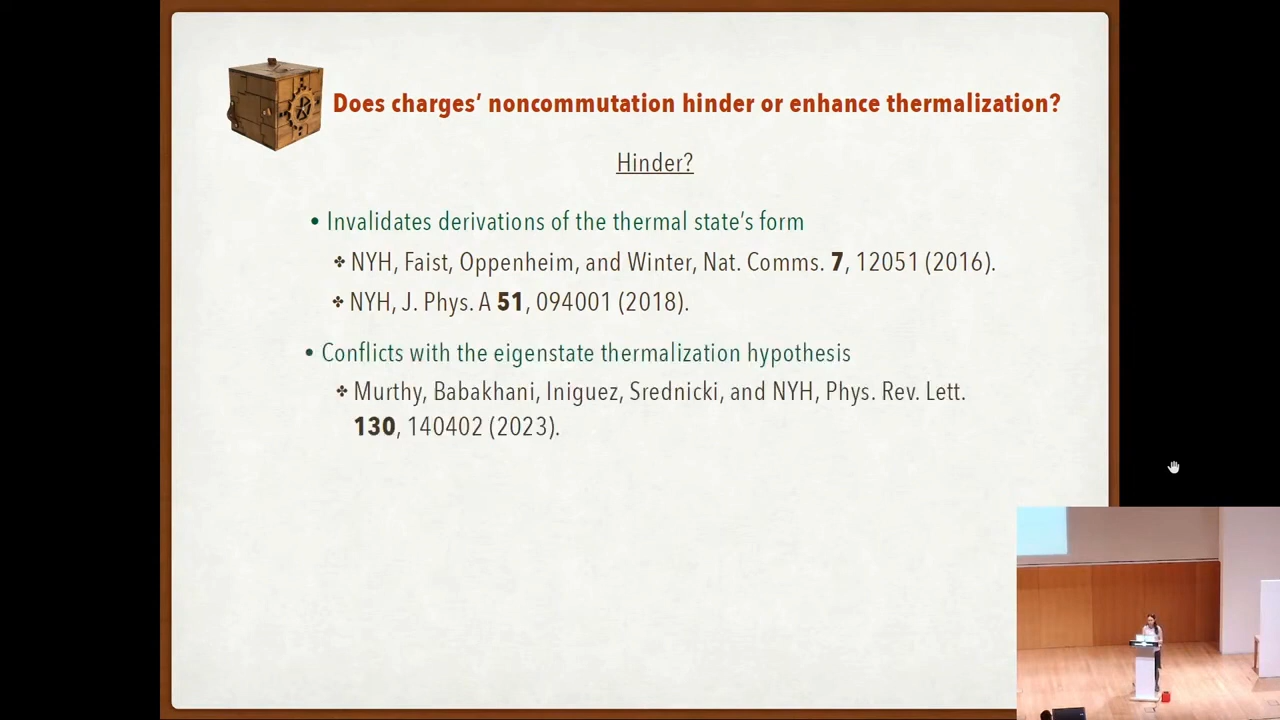 Does charges’ noncommutation hinder or enhance thermalization?
Hinder?
• Invalidates derivations of the thermal state’s form
❖ NYH, Faist, Oppenheim, and Winter, Nat. Comms. 7, 12051 (2016).
❖ NYH, J. Phys. A 51, 094001 (2018).
• Conflicts with the eigenstate thermalization hypothesis
❖ Murthy, Babakhani, Iniguez, Srednicki, and NYH, Phys. Rev. Lett.
130, 140402 (2023).